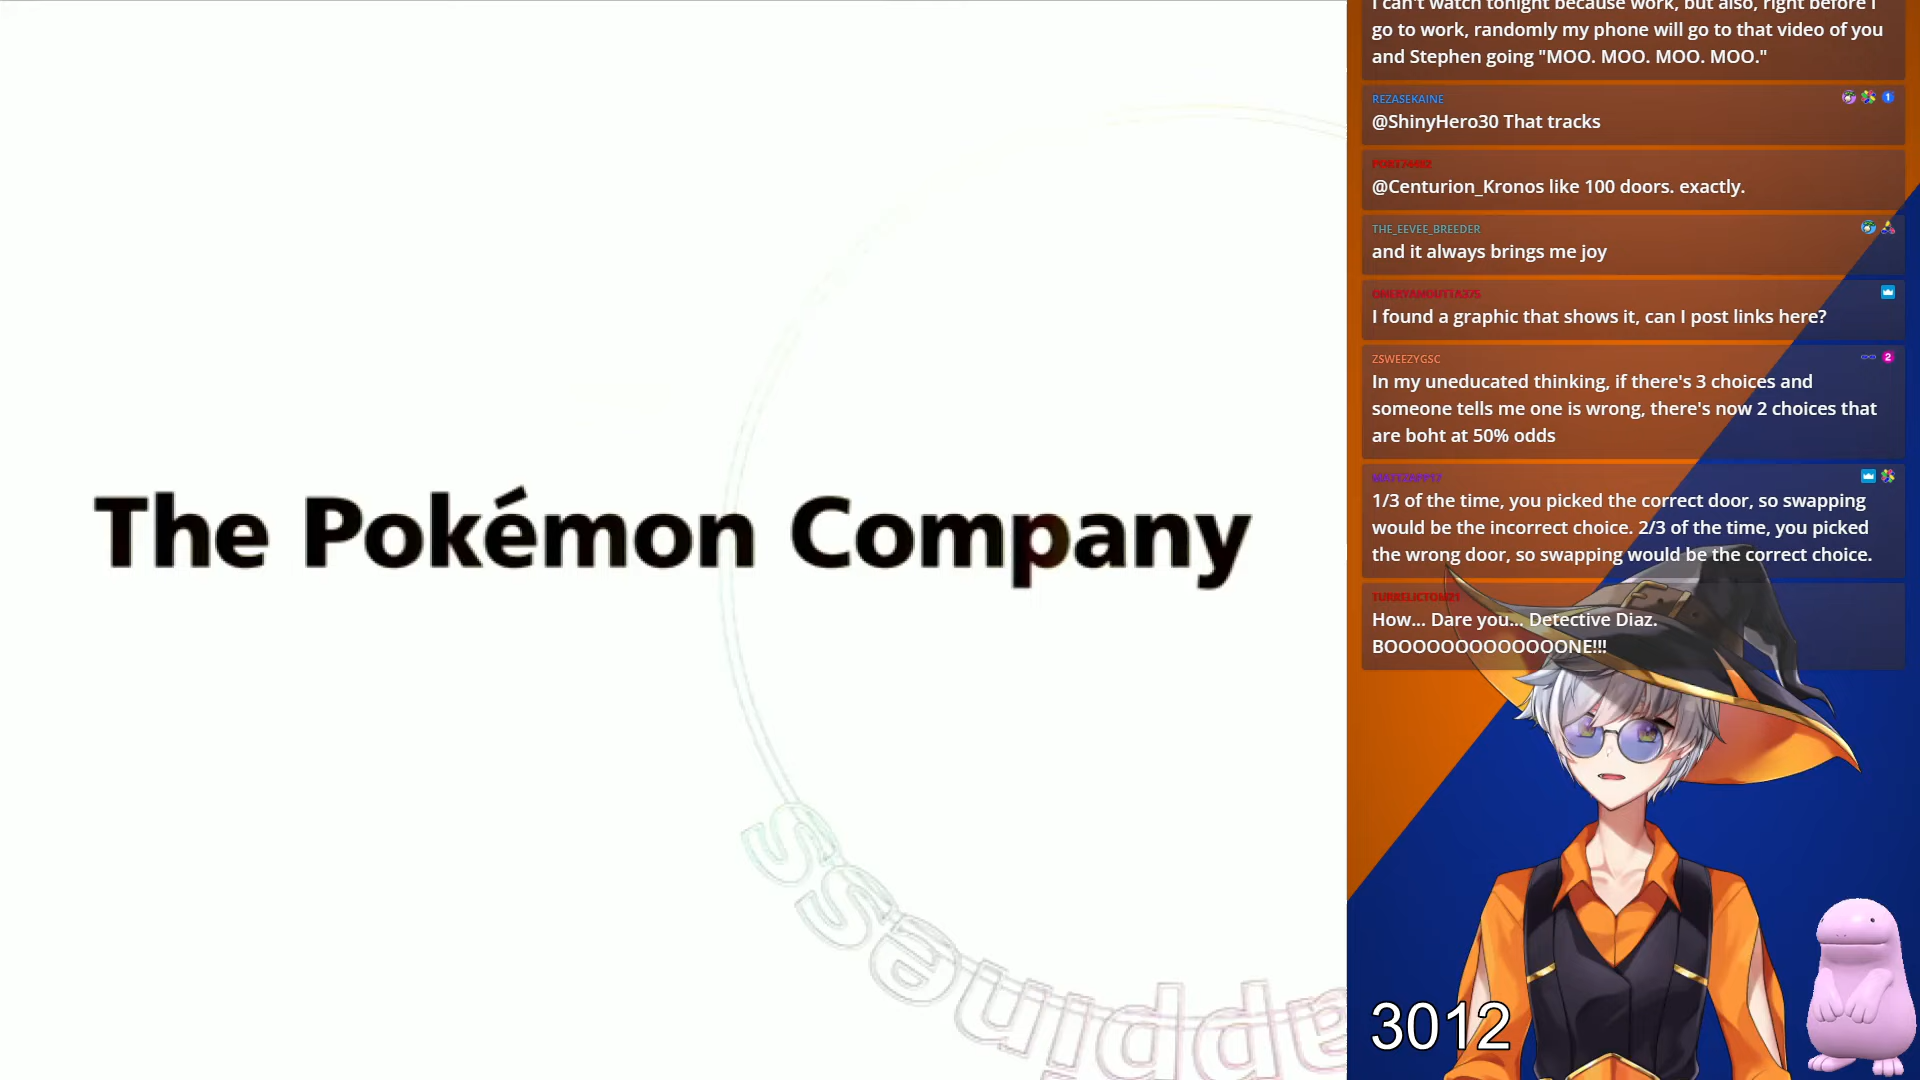 The Pokémon Company
ppiness
I can't watch tonight because work, but also, right before I
go to work, randomly my phone will go to that video of you
and Stephen going "MOO. MOO. MOO. MOO."
REZASEKAINE
@ShinyHero30 That tracks
@Centurion_Kronos like 100 doors. exactly.
THE_EEVEE_BREEDER
and it always brings me joy
I found a graphic that shows it, can I post links here?
ZSWEEZYGSC
2
In my uneducated thinking, if there's 3 choices and
someone tells me one is wrong, there's now 2 choices that
are boht at 50% odds
1/3 of the time, you picked the correct door, so swapping
would be the incorrect choice. 2/3 of the time, you picked
the wrong door, so swapping would be the correct choice.
How... Dare you... Detective Diaz.
BOOOOOOOOOOOOONE!!!
3012